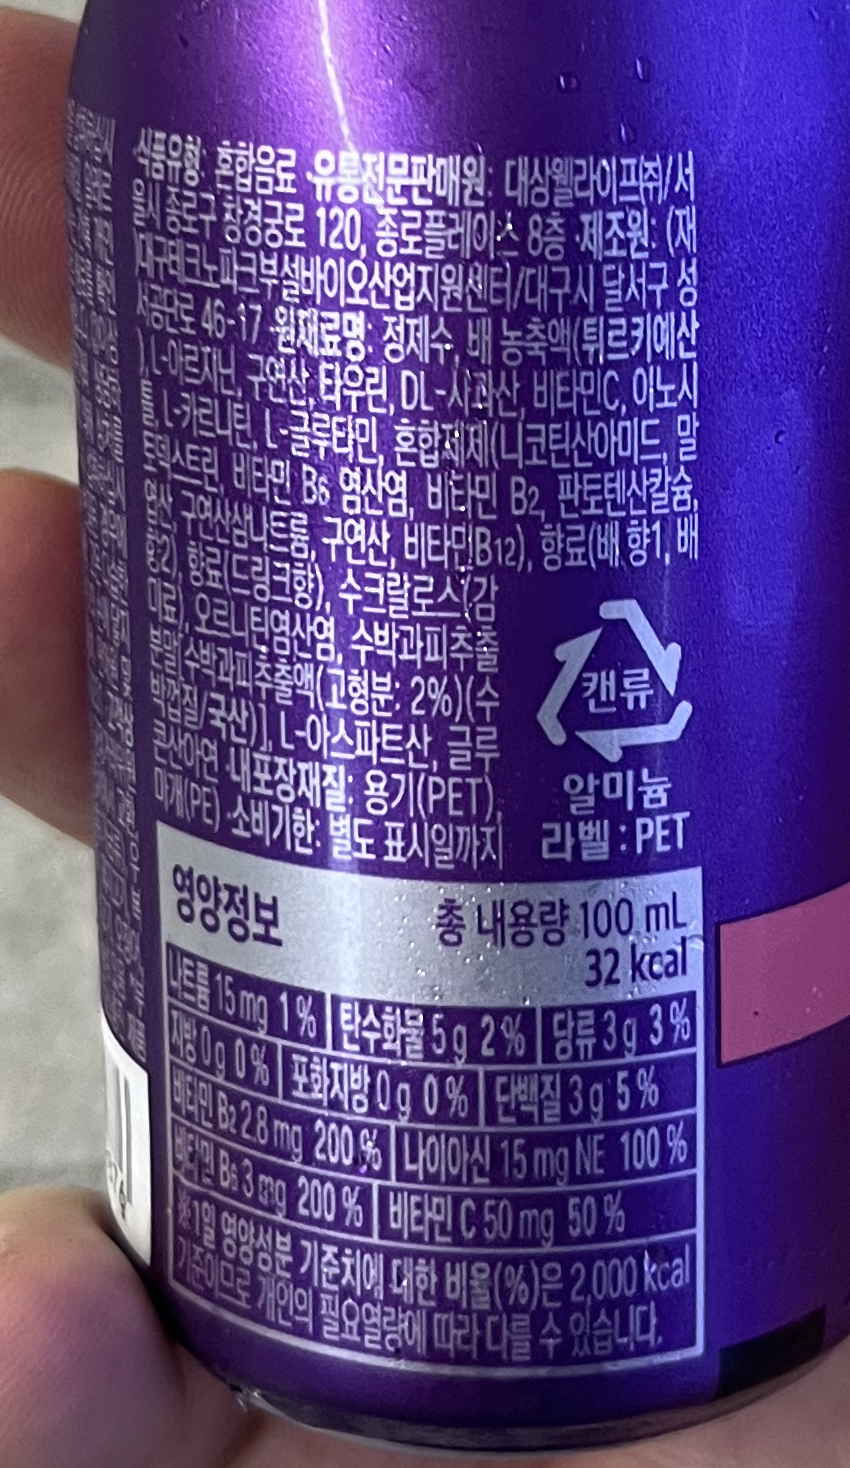 식품유형: 혼합음료 ·유통전문판매원: 대상웰라이프(주)/서
울시 종로구 창경궁로 120, 종로플레이스 8층 ·제조원: (재
)대구테크노파크부설바이오산업지원센터/대구시 달서구 성
서공단로 46-17 원재료명: 정제수, 배 농축액(튀르키예산
), L-아르지닌, 구연산, 타우린, DL-사과산, 비타민C, 이노시
톨, L-카르니틴, L-글루타민, 혼합제제(니코틴산아미드, 말
토덱스트린, 비타민 B6 염산염, 비타민 B2, 판토텐산칼슘,
엽산, 구연산삼나트륨, 구연산, 비타민B12), 향료(배 향1, 배
향2), 향료(드링크향), 수크랄로스(감
미료), 오르니틴염산염, 수박과피추출
분말[수박과피추출액(고형분: 2%)(수
박껍질/국산)], L-아스파트산, 글루
콘산아연 ·내포장재질: 용기(PET),
마개(PE) ·소비기한: 별도 표시일까지
캔류
알미늄
라벨 : PET
영양정보
총 내용량 100 mL
32 kcal
나트륨 15 mg 1 % 탄수화물 5 g 2 % 당류 3 g 3 %
지방 0 g 0 % 포화지방 0 g 0 % 단백질 3 g 5 %
비타민 B2 2.8 mg 200 % 나이아신 15 mg NE 100 %
비타민 B6 3 mg 200 % 비타민 C 50 mg 50 %
※1일 영양성분 기준치에 대한 비율(%)은 2,000 kcal
기준이므로 개인의 필요열량에 따라 다를 수 있습니다.